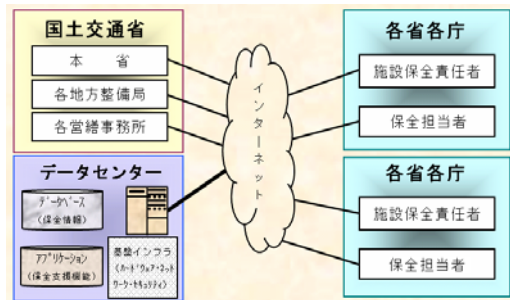 国土交通省
本 省
各地方整備局
各営繕事務所
データセンター
データベース
(保全情報)
アプリケーション
(保全支援機能)
基盤インフラ
(ハードウェア・ネット
ワーク・セキュリティ)
インターネット
各省各庁
施設保全責任者
保全担当者
各省各庁
施設保全責任者
保全担当者